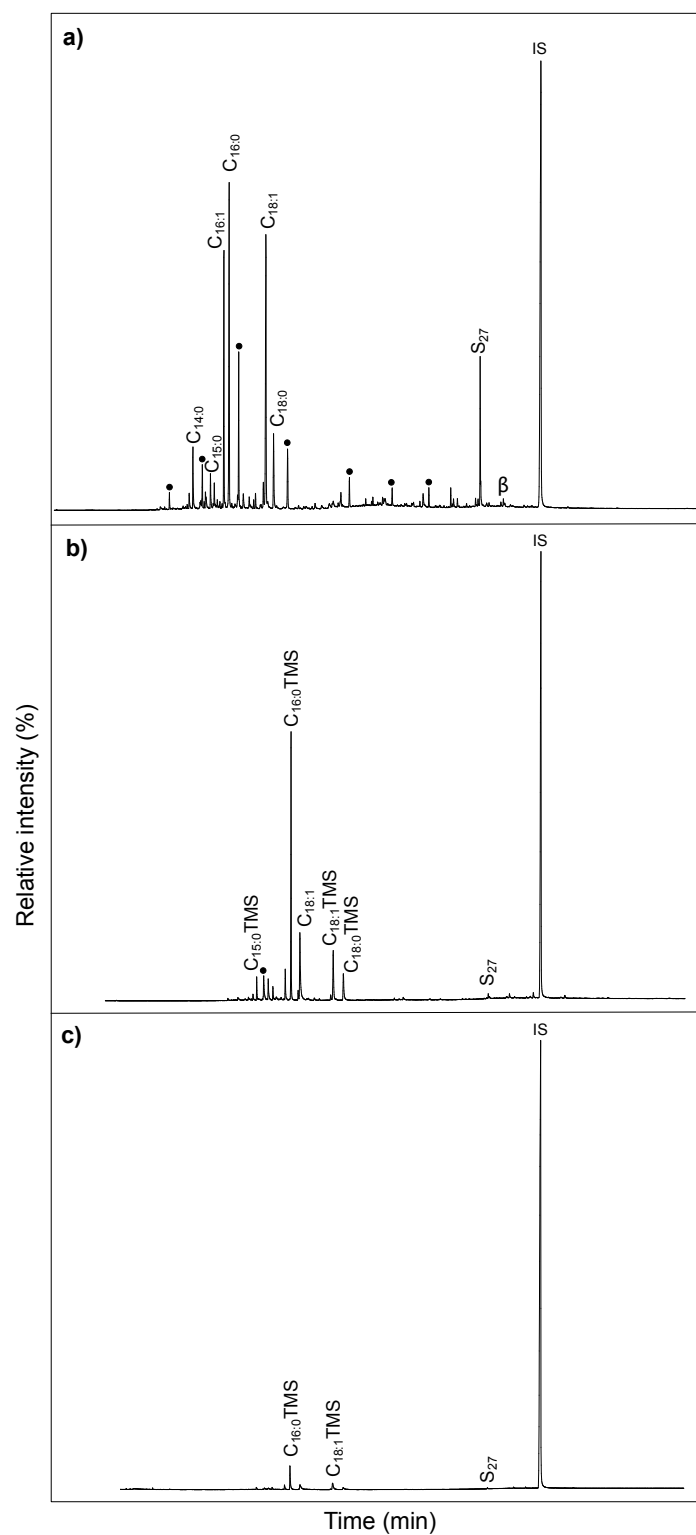 a)
IS
C16:0
C16:1
C18:1
S27
C18:0
C14:0
C15:0
β
b)
IS
C16:0TMS
C18:1
C18:1TMS
C15:0TMS
C18:0TMS
S27
Relative intensity (%)
c)
IS
C16:0TMS
C18:1TMS
S27
Time (min)